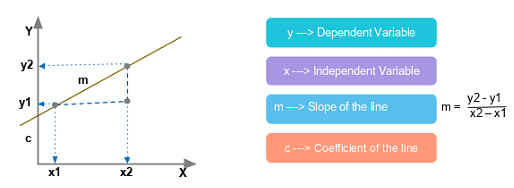 Y
y2
m
y1
c
x1
x2
X
y ---> Dependent Variable
x ---> Independent Variable
m ---> Slope of the line
m = y2 - y1
x2 – x1
c ---> Coefficient of the line